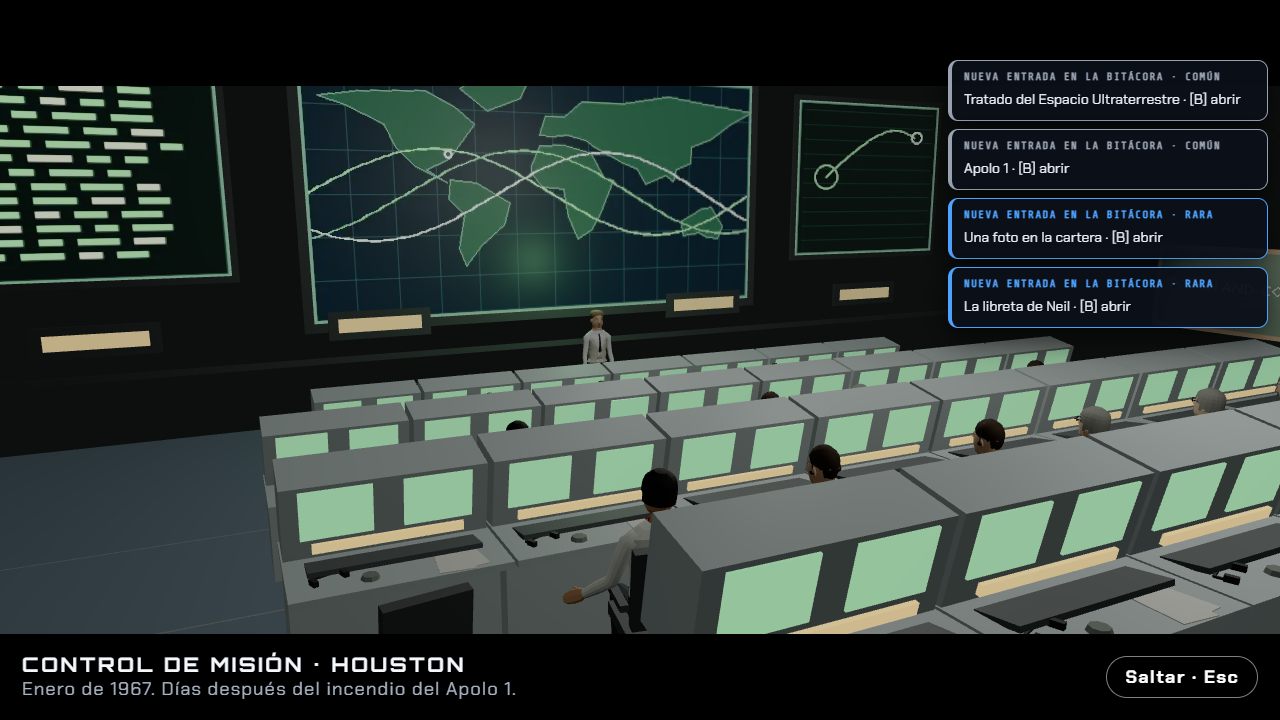 NUEVA ENTRADA EN LA BITÁCORA · COMÚN
Tratado del Espacio Ultraterrestre · [B] abrir
NUEVA ENTRADA EN LA BITÁCORA · COMÚN
Apolo 1 · [B] abrir
NUEVA ENTRADA EN LA BITÁCORA · RARA
Una foto en la cartera · [B] abrir
NUEVA ENTRADA EN LA BITÁCORA · RARA
La libreta de Neil · [B] abrir
CONTROL DE MISIÓN · HOUSTON
Enero de 1967. Días después del incendio del Apolo 1.
Saltar · Esc